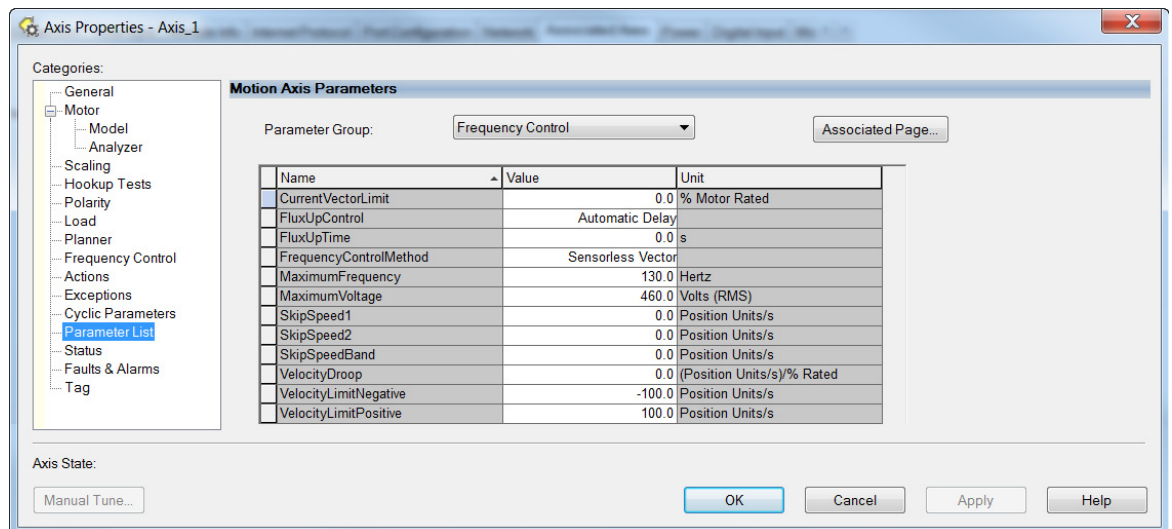 Axis Properties - Axis_1
Categories:
General
Motor
Model
Analyzer
Scaling
Hookup Tests
Polarity
Load
Planner
Frequency Control
Actions
Exceptions
Cyclic Parameters
Parameter List
Status
Faults & Alarms
Tag
Motion Axis Parameters
Parameter Group: Frequency Control Associated Page...
Name Value Unit
CurrentVectorLimit 0.0 % Motor Rated
FluxUpControl Automatic Delay
FluxUpTime 0.0 s
FrequencyControlMethod Sensorless Vector
MaximumFrequency 130.0 Hertz
MaximumVoltage 460.0 Volts (RMS)
SkipSpeed1 0.0 Position Units/s
SkipSpeed2 0.0 Position Units/s
SkipSpeedBand 0.0 Position Units/s
VelocityDroop 0.0 (Position Units/s)/% Rated
VelocityLimitNegative -100.0 Position Units/s
VelocityLimitPositive 100.0 Position Units/s
Axis State:
Manual Tune... OK Cancel Apply Help